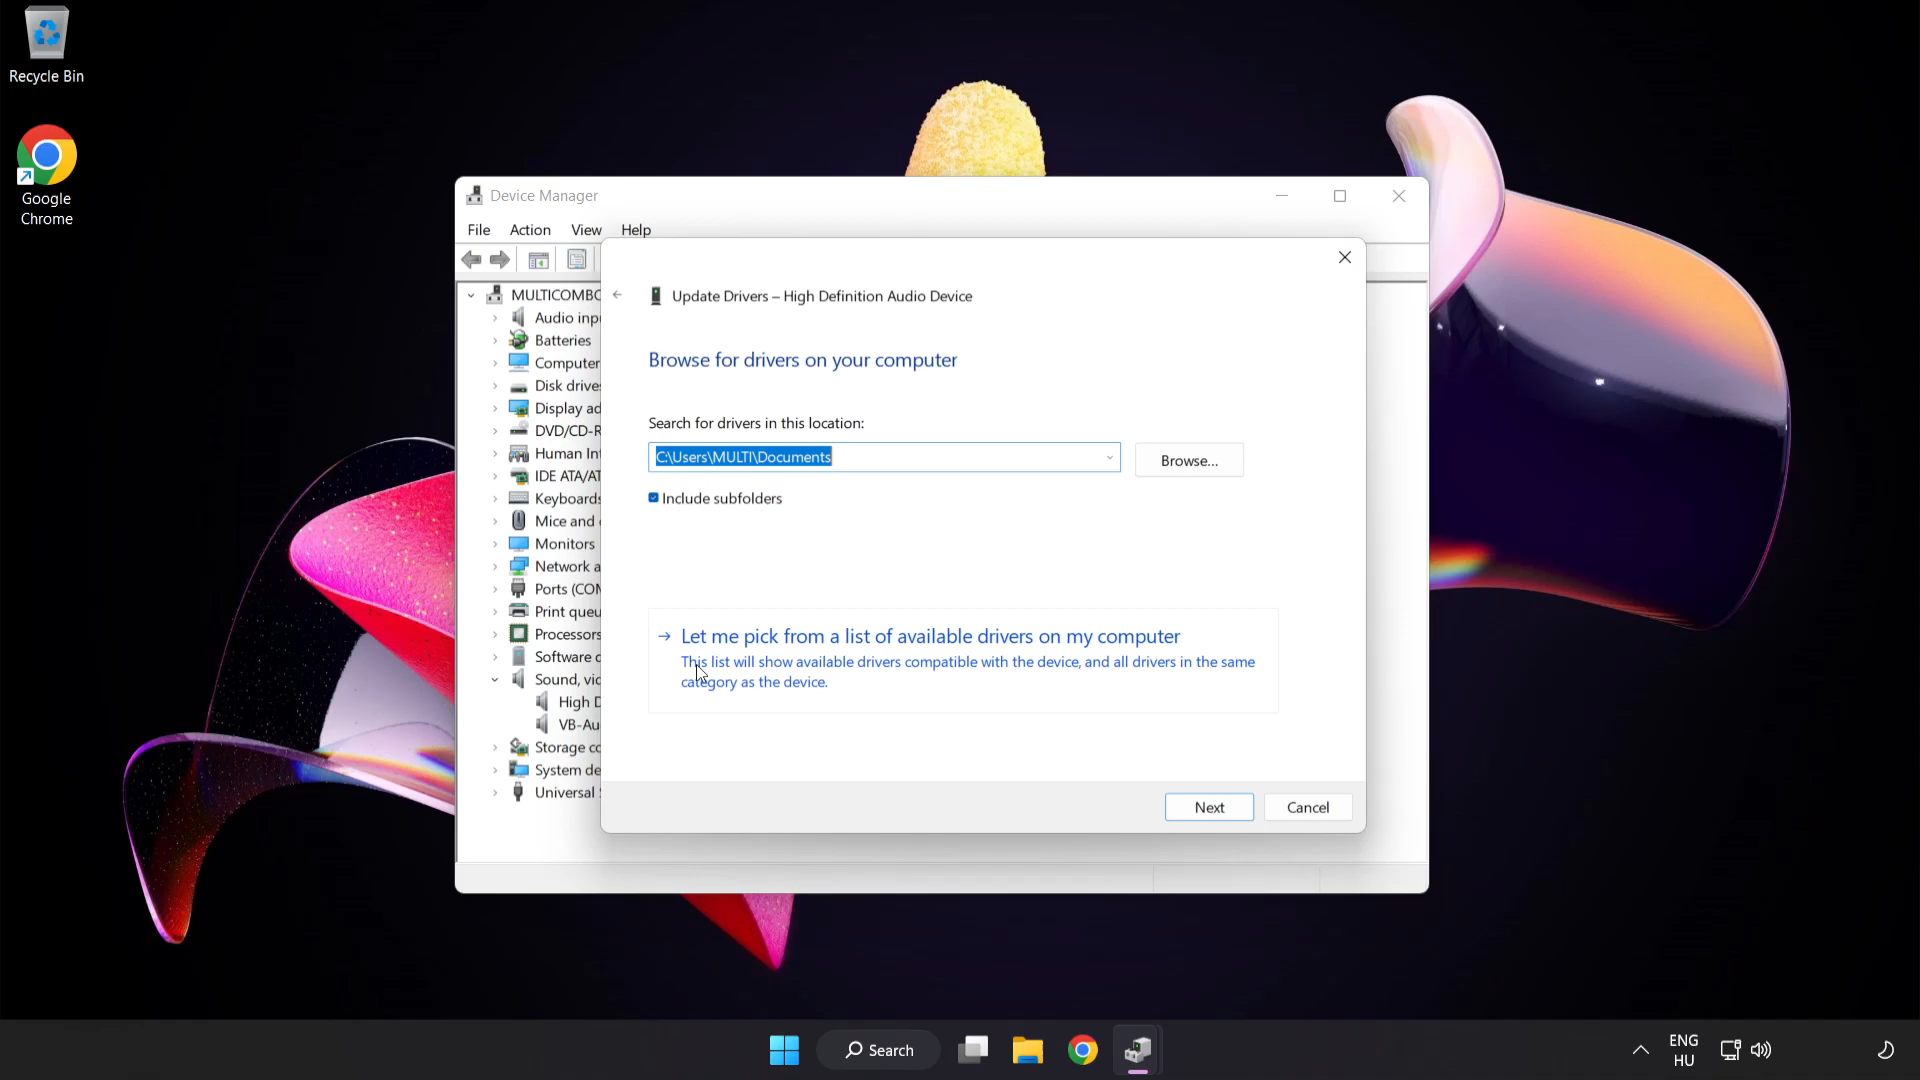 Recycle Bin
Google
Chrome
Device Manager
File Action View Help
MULTICOMBO
Audio inp
Batteries
Computer
Disk drives
Display ad
DVD/CD-R
Human In
IDE ATA/AT
Keyboards
Mice and
Monitors
Network a
Ports (COM
Print queu
Processors
Software d
Sound, vid
High D
VB-Au
Storage co
System de
Universal
Update Drivers – High Definition Audio Device
Browse for drivers on your computer
Search for drivers in this location:
C:\Users\MULTI\Documents
Browse...
Include subfolders
Let me pick from a list of available drivers on my computer
This list will show available drivers compatible with the device, and all drivers in the same
category as the device.
Next
Cancel
Search
ENG
HU